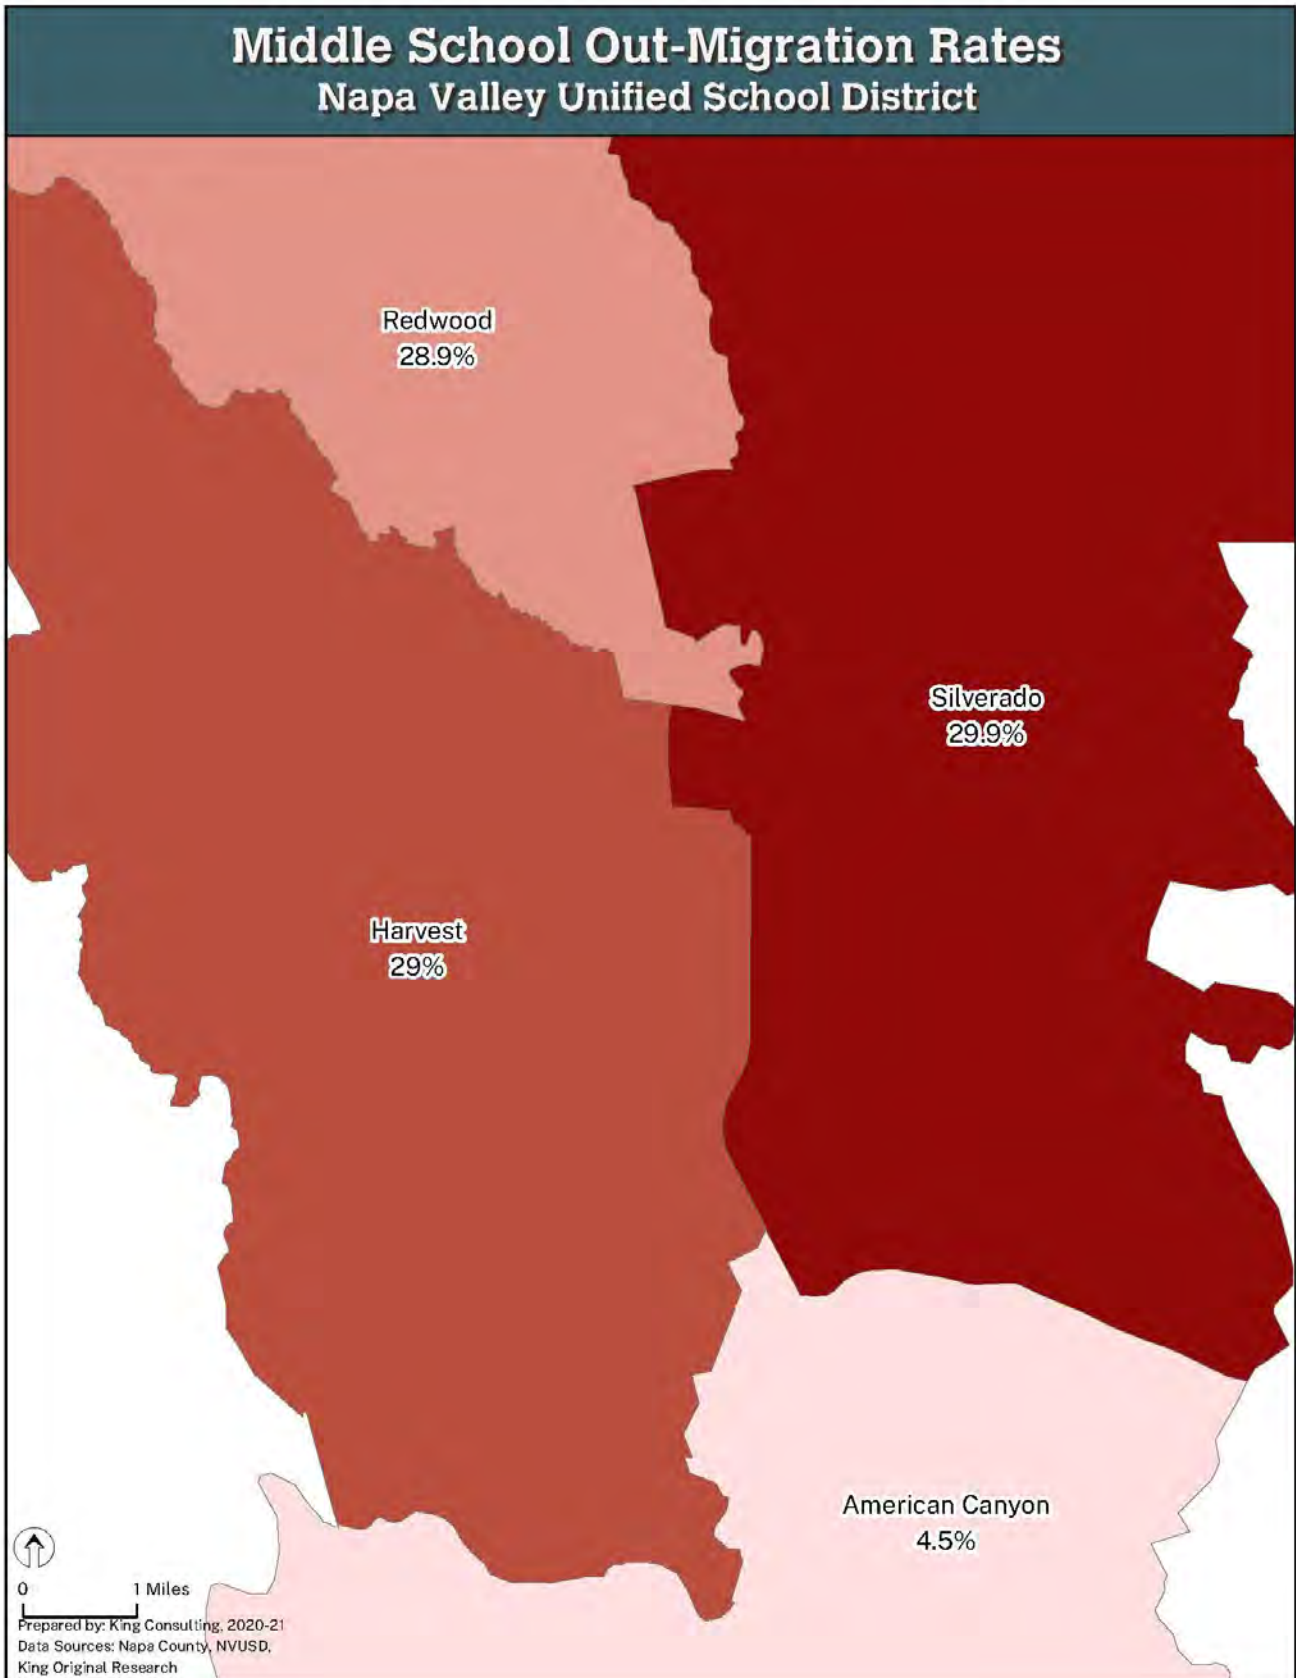 Middle School Out-Migration Rates
Napa Valley Unified School District
Redwood
28.9%
Silverado
29.9%
Harvest
29%
American Canyon
4.5%
0 1 Miles
Prepared by: King Consulting, 2020-21
Data Sources: Napa County, NVUSD,
King Original Research